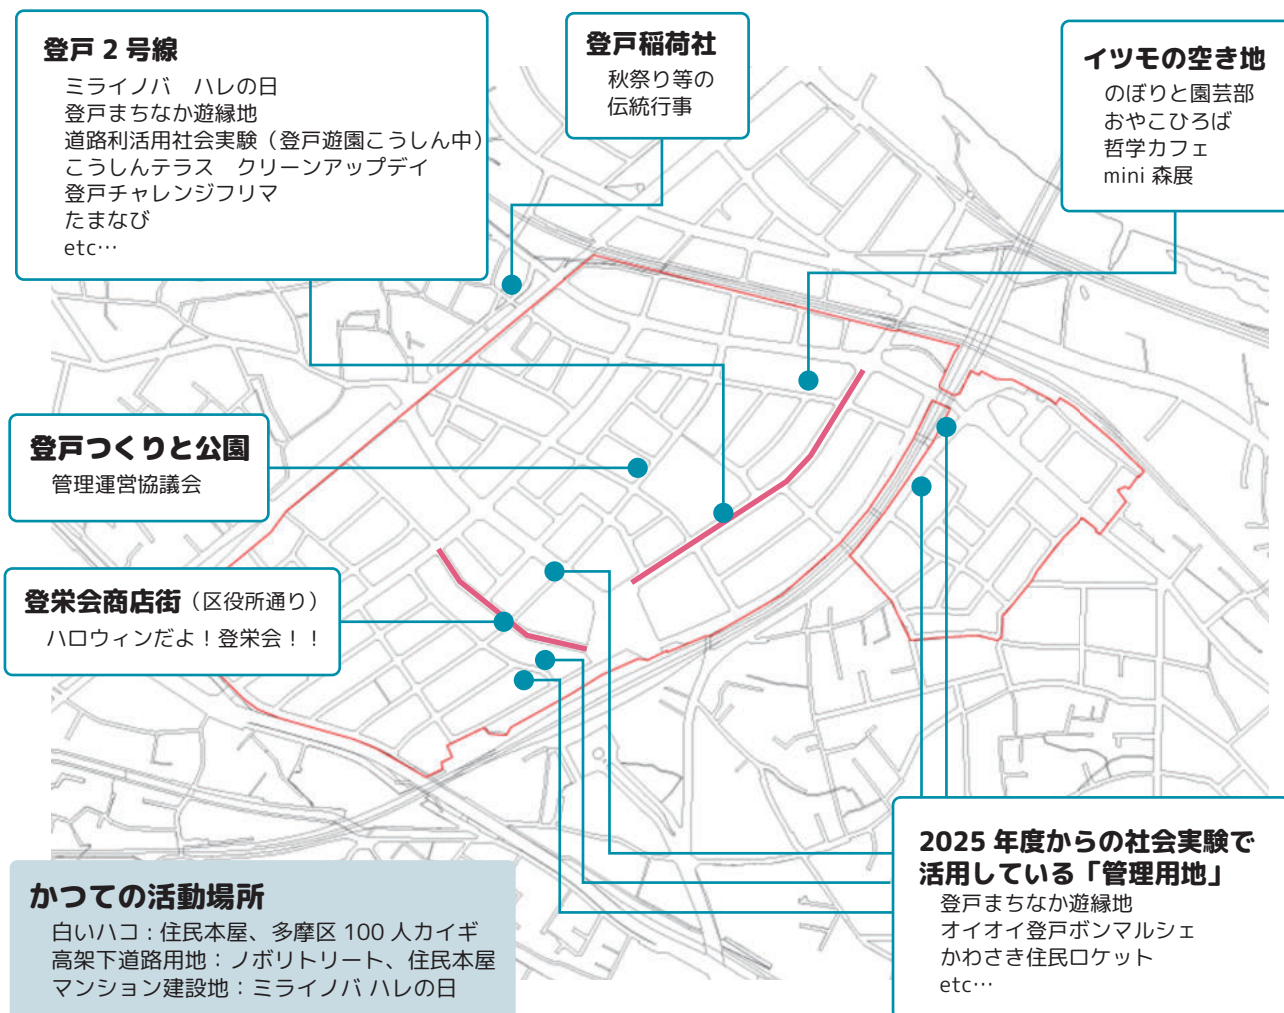 登戸 2 号線
ミライノバ　ハレの日
登戸まちなか遊縁地
道路利活用社会実験（登戸遊園こうしん中）
こうしんテラス　クリーンアップデイ
登戸チャレンジフリマ
たまなび
etc…
登戸稲荷社
秋祭り等の
伝統行事
イツモの空き地
のぼりと園芸部
おやこひろば
哲学カフェ
mini 森展
登戸つくりと公園
管理運営協議会
登栄会商店街（区役所通り）
ハロウィンだよ！登栄会！！
2025 年度からの社会実験で
活用している「管理用地」
登戸まちなか遊縁地
オイオイ登戸ボンマルシェ
かわさき住民ロケット
etc…
かつての活動場所
白いハコ：住民本屋、多摩区 100 人カイギ
高架下道路用地：ノボリトリート、住民本屋
マンション建設地：ミライノバ ハレの日